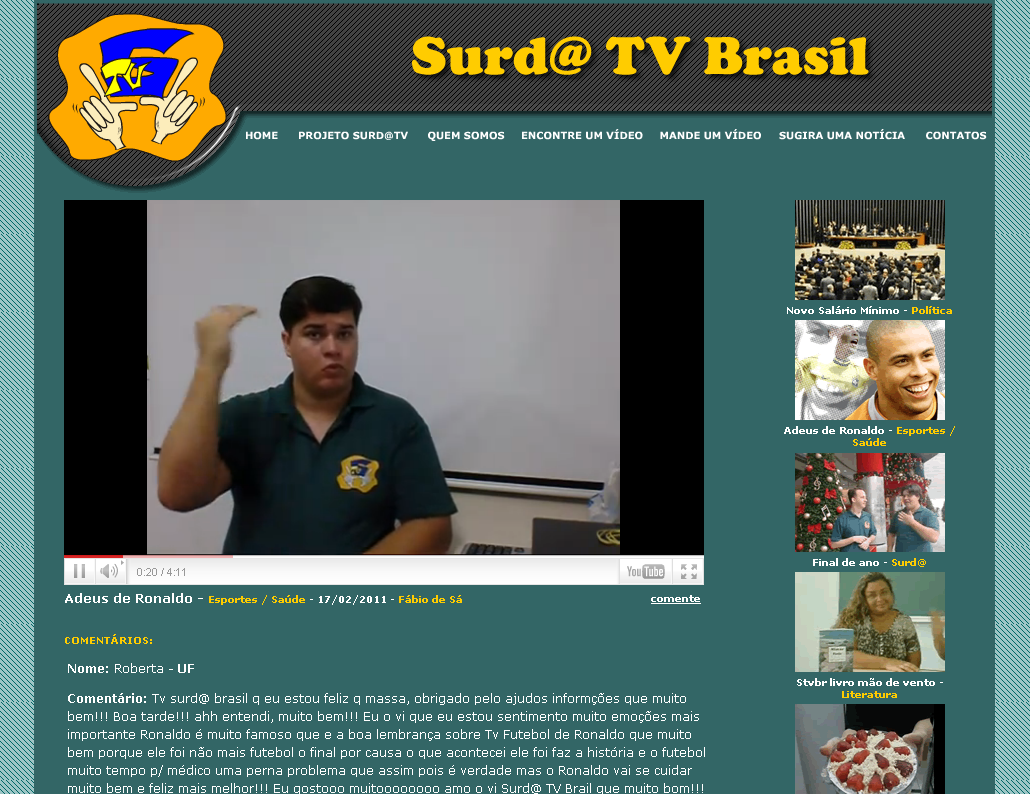 Surd@ TV Brasil
HOME PROJETO SURD@TV QUEM SOMOS ENCONTRE UM VÍDEO MANDE UM VÍDEO SUGIRA UMA NOTÍCIA CONTATOS
0:20 / 4:11
YouTube
Adeus de Ronaldo - Esportes / Saúde - 17/02/2011 - Fábio de Sá
comente
COMENTÁRIOS:
Nome: Roberta - UF
Comentário: Tv surd@ brasil q eu estou feliz q massa, obrigado pelo ajudos informções que muito
bem!!! Boa tarde!!! ahh entendi, muito bem!!! Eu o vi que eu estou sentimento muito emoções mais
importante Ronaldo é muito famoso que e a boa lembrança sobre Tv Futebol de Ronaldo que muito
bem porque ele foi não mais futebol o final por causa o que acontecei ele foi faz a história e o futebol
muito tempo p/ médico uma perna problema que assim pois é verdade mas o Ronaldo vai se cuidar
muito bem e feliz mais melhor!!! Eu gostooo muitoooooooo amo o vi Surd@ TV Brail que muito bom!!!
Novo Salário Mínimo - Política
Adeus de Ronaldo - Esportes /
Saúde
Final de ano - Surd@
Stvbr livro mão de vento -
Literatura